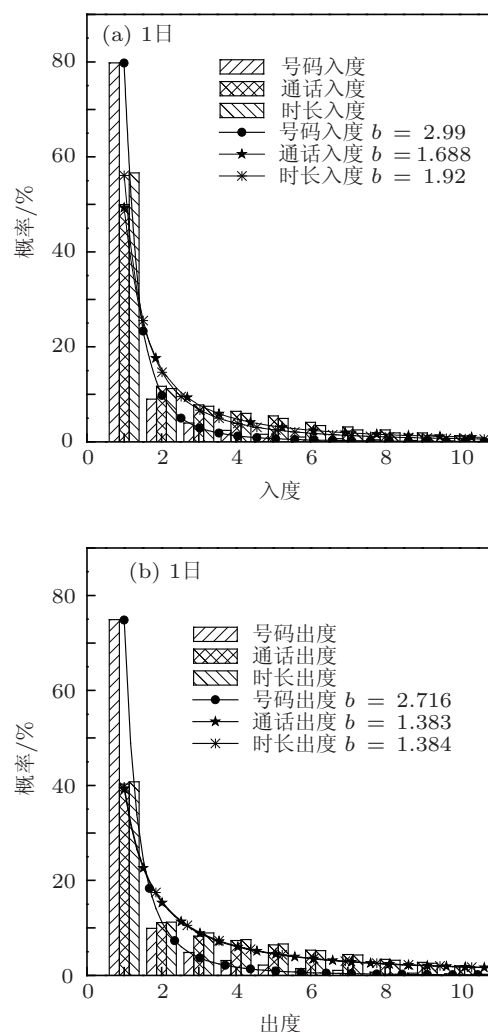 (a) 1日
80
60
40
20
0
概率/%
号码入度
通话入度
时长入度
号码入度 b = 2.99
通话入度 b = 1.688
时长入度 b = 1.92
0 2 4 6 8 10
入度
(b) 1日
80
60
40
20
0
概率/%
号码出度
通话出度
时长出度
号码出度 b = 2.716
通话出度 b = 1.383
时长出度 b = 1.384
0 2 4 6 8 10
出度